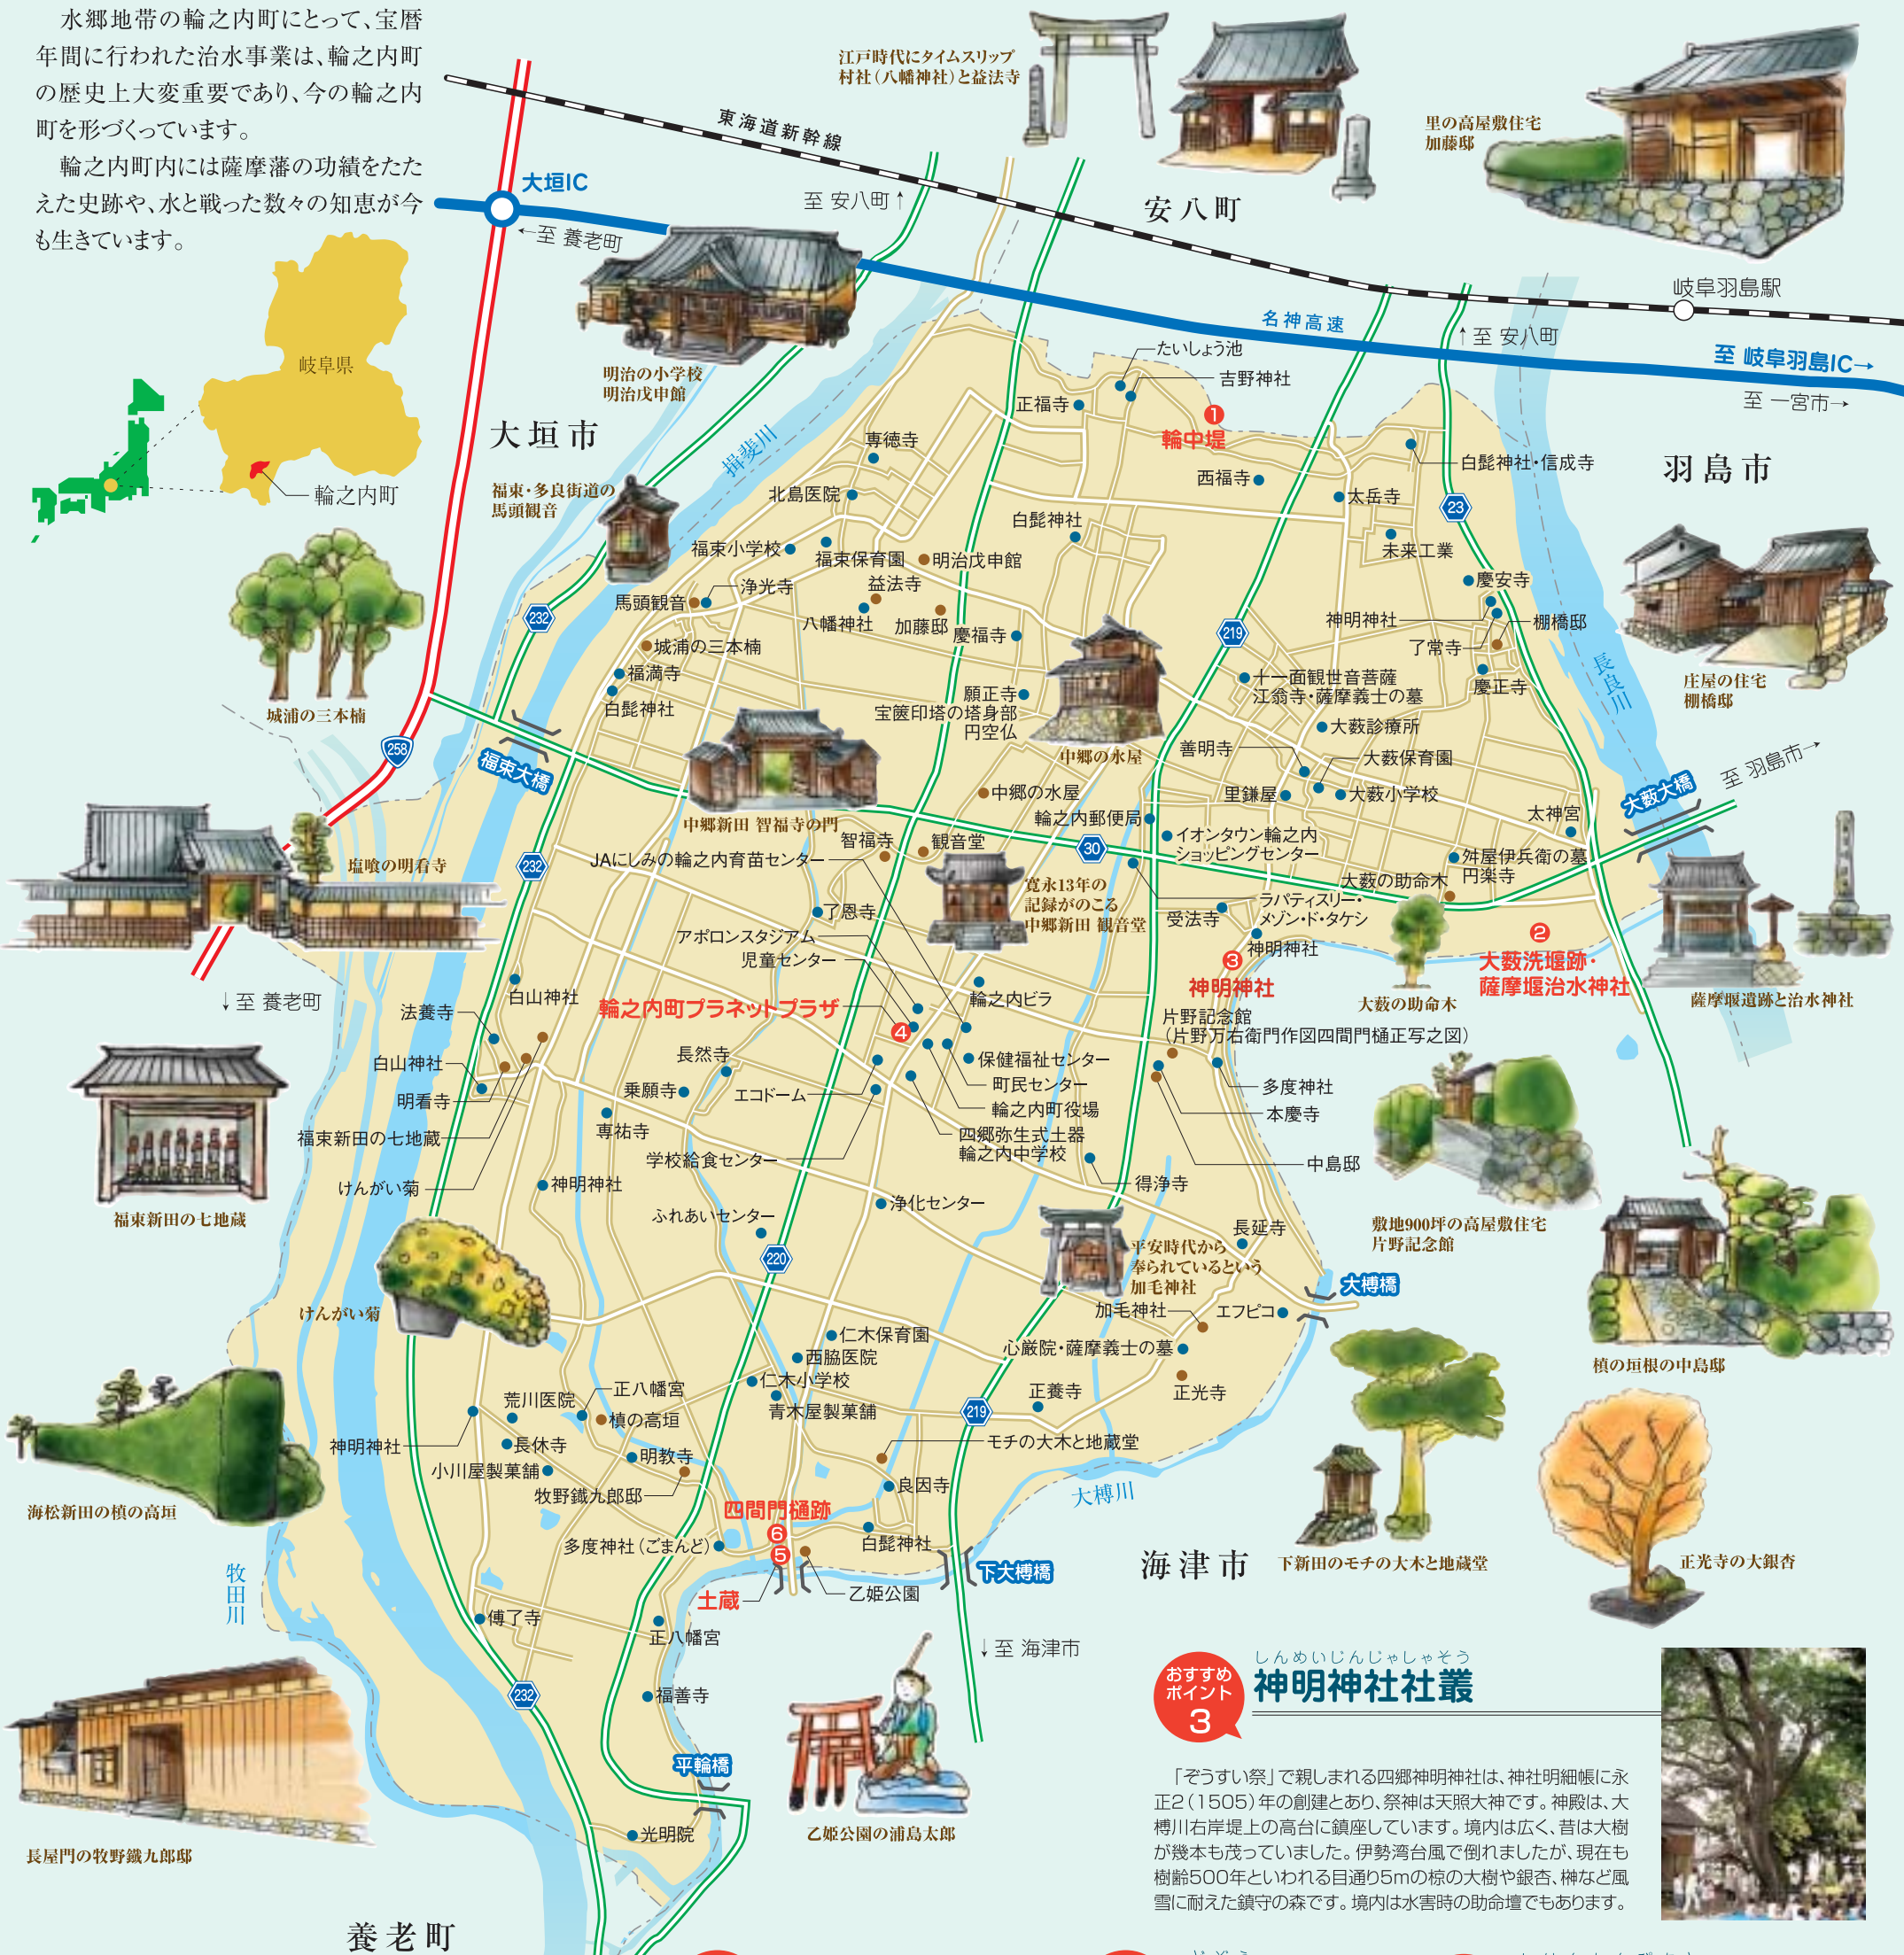 水郷地帯の輪之内町にとって、宝暦
年間に行われた治水事業は、輪之内町
の歴史上大変重要であり、今の輪之内
町を形づくっています。
輪之内町内には薩摩藩の功績をたた
えた史跡や、水と戦った数々の知恵が今
も生きています。
岐阜県
輪之内町
江戸時代にタイムスリップ
村社(八幡神社)と益法寺
里の高屋敷住宅
加藤邸
東海道新幹線
大垣IC
←至 養老町
至 安八町↑
安八町
岐阜羽島駅
名神高速
↑至 安八町
至 岐阜羽島IC→
至 一宮市→
明治の小学校
明治戊申館
大垣市
揖斐川
羽島市
たいしょう池
吉野神社
正福寺
1
輪中堤
専徳寺
西福寺
白髭神社・信成寺
北島医院
太岳寺
23
福束・多良街道の
馬頭観音
白髭神社
未来工業
福束小学校
福束保育園
明治戊申館
慶安寺
浄光寺
益法寺
馬頭観音
八幡神社
加藤邸
慶福寺
神明神社
棚橋邸
了常寺
232
219
城浦の三本楠
福満寺
慶正寺
長良川
庄屋の住宅
棚橋邸
十一面観世音菩薩
江翁寺・薩摩義士の墓
願正寺
宝篋印塔の塔身部
円空仏
白髭神社
城浦の三本楠
大薮診療所
258
福束大橋
中郷の水屋
善明寺
大薮保育園
至 羽島市→
中郷の水屋
里鎌屋
大薮小学校
大薮大橋
輪之内郵便局
太神宮
中郷新田 智福寺の門
智福寺
観音堂
30
イオンタウン輪之内
ショッピングセンター
JAにしみの輪之内育苗センター
舛屋伊兵衛の墓
円楽寺
塩喰の明看寺
232
寛永13年の
記録がのこる
中郷新田 観音堂
大薮の助命木
ラパティスリー・
メゾン・ド・タケシ
受法寺
了恩寺
アポロンスタジアム
児童センター
神明神社
3
神明神社
2
大薮洗堰跡・
薩摩堰治水神社
↓至 養老町
白山神社
輪之内町プラネットプラザ
4
輪之内ビラ
大薮の助命木
薩摩堰遺跡と治水神社
法養寺
片野記念館
(片野万右衛門作図四間門樋正写之図)
長然寺
白山神社
保健福祉センター
乗願寺
エコドーム
町民センター
多度神社
明看寺
輪之内町役場
本慶寺
専祐寺
福束新田の七地蔵
四郷弥生式土器
輪之内中学校
学校給食センター
中島邸
けんがい菊
神明神社
得浄寺
福束新田の七地蔵
浄化センター
ふれあいセンター
敷地900坪の高屋敷住宅
片野記念館
長延寺
220
平安時代から
奉られているという
加毛神社
大榑橋
けんがい菊
加毛神社
エフピコ
仁木保育園
心厳院・薩摩義士の墓
西脇医院
槙の垣根の中島邸
仁木小学校
正光寺
正養寺
荒川医院
正八幡宮
青木屋製菓舗
219
槙の高垣
神明神社
長休寺
モチの大木と地蔵堂
明教寺
小川屋製菓舗
良因寺
牧野鐵九郎邸
大榑川
海松新田の槙の高垣
四間門樋跡
6
5
多度神社(ごまんど)
白髭神社
海津市
下新田のモチの大木と地蔵堂
正光寺の大銀杏
下大榑橋
牧田川
土蔵
乙姫公園
傅了寺
正八幡宮
↓至 海津市
232
福善寺
平輪橋
光明院
長屋門の牧野鐵九郎邸
乙姫公園の浦島太郎
養老町
おすすめ
ポイント
3
しんめいじんじゃしゃそう
神明神社社叢
「ぞうすい祭」で親しまれる四郷神明神社は、神社明細帳に永
正2(1505)年の創建とあり、祭神は天照大神です。神殿は、大
榑川右岸堤上の高台に鎮座しています。境内は広く、昔は大樹
が幾本も茂っていました。伊勢湾台風で倒れましたが、現在も
樹齢500年といわれる目通り5mの椋の大樹や銀杏、榊など風
雪に耐えた鎮守の森です。境内は水害時の助命壇でもあります。